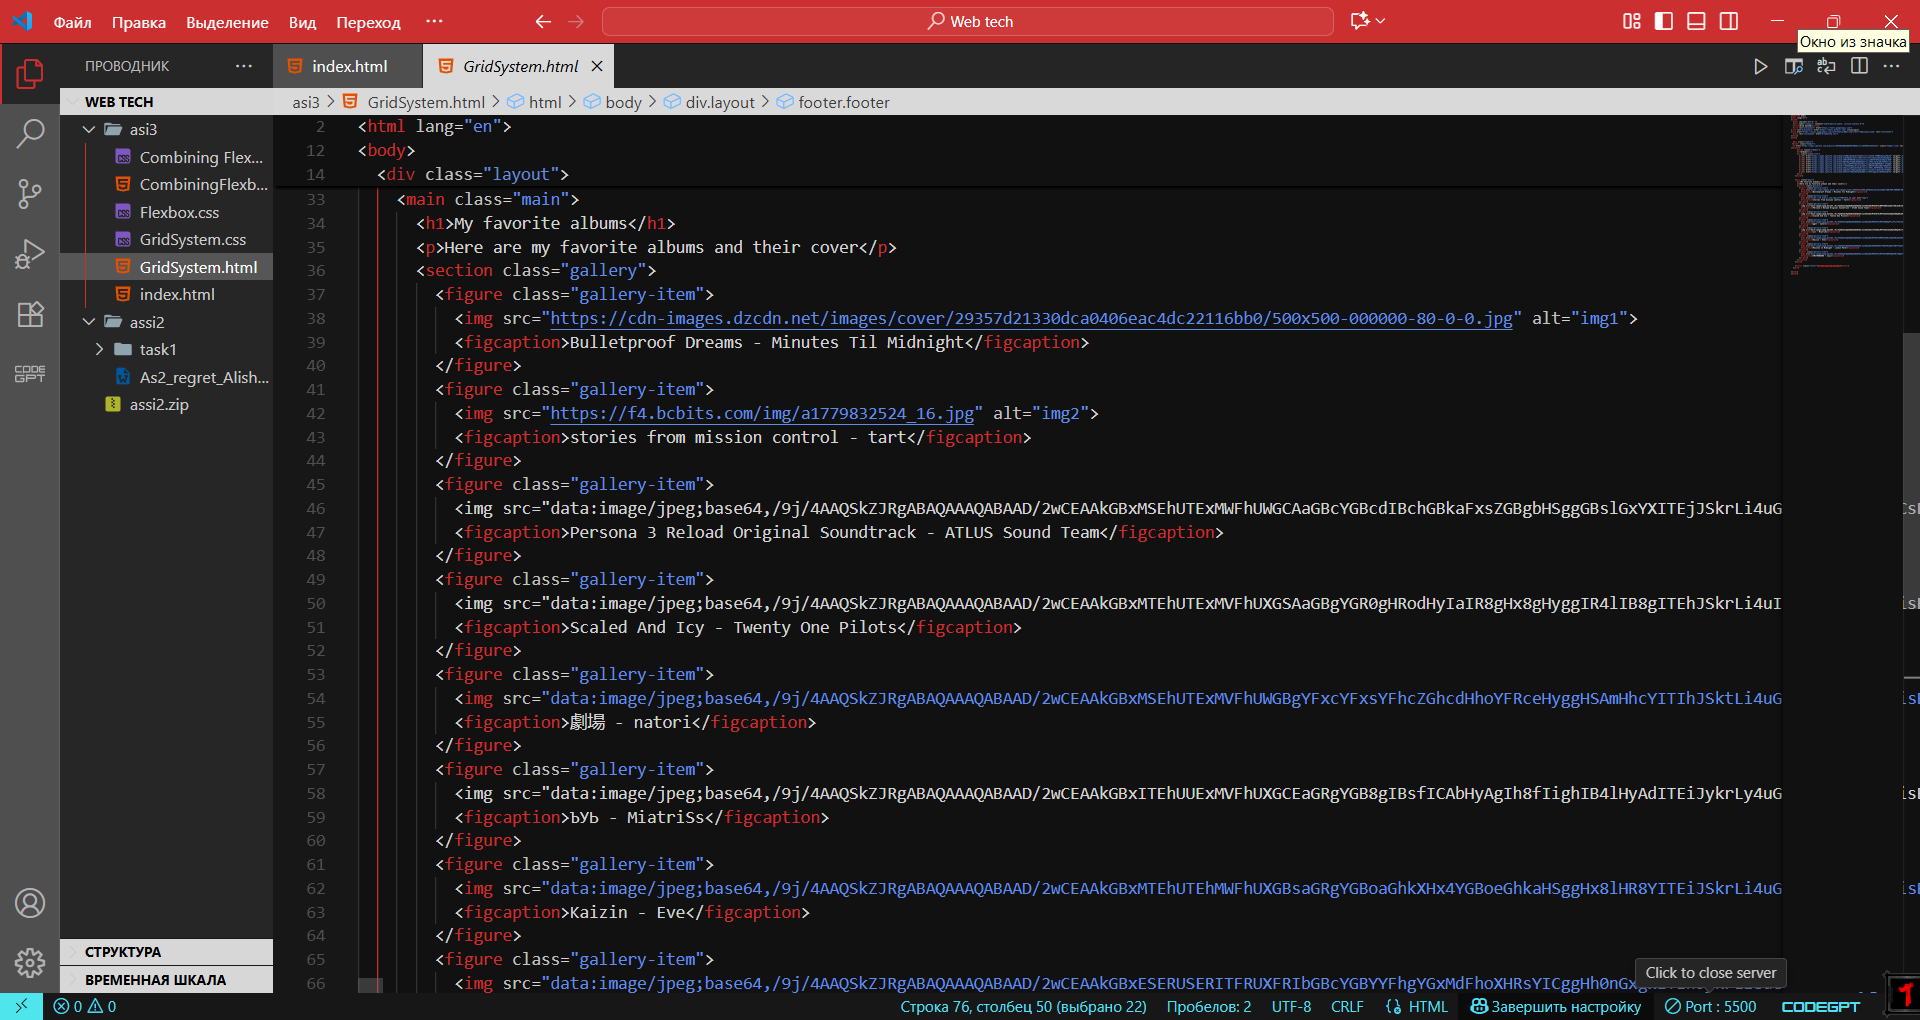 Файл Правка Выделение Вид Переход ··· Web tech
Окно из значка
ПРОВОДНИК ··· index.html GridSystem.html
WEB TECH
asi3 > GridSystem.html > html > body > div.layout > footer.footer
asi3
Combining Flex...
CombiningFlexb...
Flexbox.css
GridSystem.css
GridSystem.html
index.html
assi2
task1
As2_regret_Alish...
assi2.zip
CODE
GPT
СТРУКТУРА
ВРЕМЕННАЯ ШКАЛА
2 <html lang="en">
12 <body>
14 <div class="layout">
33 <main class="main">
34 <h1>My favorite albums</h1>
35 <p>Here are my favorite albums and their cover</p>
36 <section class="gallery">
37 <figure class="gallery-item">
38 <img src="https://cdn-images.dzcdn.net/images/cover/29357d21330dca0406eac4dc22116bb0/500x500-000000-80-0-0.jpg" alt="img1">
39 <figcaption>Bulletproof Dreams - Minutes Til Midnight</figcaption>
40 </figure>
41 <figure class="gallery-item">
42 <img src="https://f4.bcbits.com/img/a1779832524_16.jpg" alt="img2">
43 <figcaption>stories from mission control - tart</figcaption>
44 </figure>
45 <figure class="gallery-item">
46 <img src="data:image/jpeg;base64,/9j/4AAQSkZJRgABAQAAAQABAAD/2wCEAAkGBxMSEhUTExMWFhUWGCAaGBcYGBcdIBchGBkaFxsZGBgbHSggGBslGxYXITEjJSkrLi4uG
47 <figcaption>Persona 3 Reload Original Soundtrack - ATLUS Sound Team</figcaption>
48 </figure>
49 <figure class="gallery-item">
50 <img src="data:image/jpeg;base64,/9j/4AAQSkZJRgABAQAAAQABAAD/2wCEAAkGBxMTEhUTExMVFhUXGSAaGBgYGR0gHRodHyIaIR8gHx8gHyggIR4lIB8gITEhJSkrLi4uI
51 <figcaption>Scaled And Icy - Twenty One Pilots</figcaption>
52 </figure>
53 <figure class="gallery-item">
54 <img src="data:image/jpeg;base64,/9j/4AAQSkZJRgABAQAAAQABAAD/2wCEAAkGBxMSEhUTExMVFhUWGBgYFxcYFxsYFhcZGhcdHhoYFRceHyggHSAmHhcYITIhJSktLi4uG
55 <figcaption>劇場 - natori</figcaption>
56 </figure>
57 <figure class="gallery-item">
58 <img src="data:image/jpeg;base64,/9j/4AAQSkZJRgABAQAAAQABAAD/2wCEAAkGBxITEhUUExMVFhUXGCEaGRgYGB8gIBsfICAbHyAgIh8fIighIB4lHyAdITEiJykrLy4uG
59 <figcaption>ЪУЬ - MiatriSs</figcaption>
60 </figure>
61 <figure class="gallery-item">
62 <img src="data:image/jpeg;base64,/9j/4AAQSkZJRgABAQAAAQABAAD/2wCEAAkGBxMTEhUTEhMWFhUXGBsaGRgYGBoaGhkXHx4YGBoeGhkaHSggHx8lHR8YITEiJSkrLi4uG
63 <figcaption>Kaizin - Eve</figcaption>
64 </figure>
65 <figure class="gallery-item">
66 <img src="data:image/jpeg;base64,/9j/4AAQSkZJRgABAQAAAQABAAD/2wCEAAkGBxESERUSERITFRUXFRIbGBcYGBYYFhgYGxMdFhoXHRsYICggHh0nGx
Click to close server
0 0 Строка 76, столбец 50 (выбрано 22) Пробелов: 2 UTF-8 CRLF {} HTML Завершить настройку Port : 5500 CODEGPT